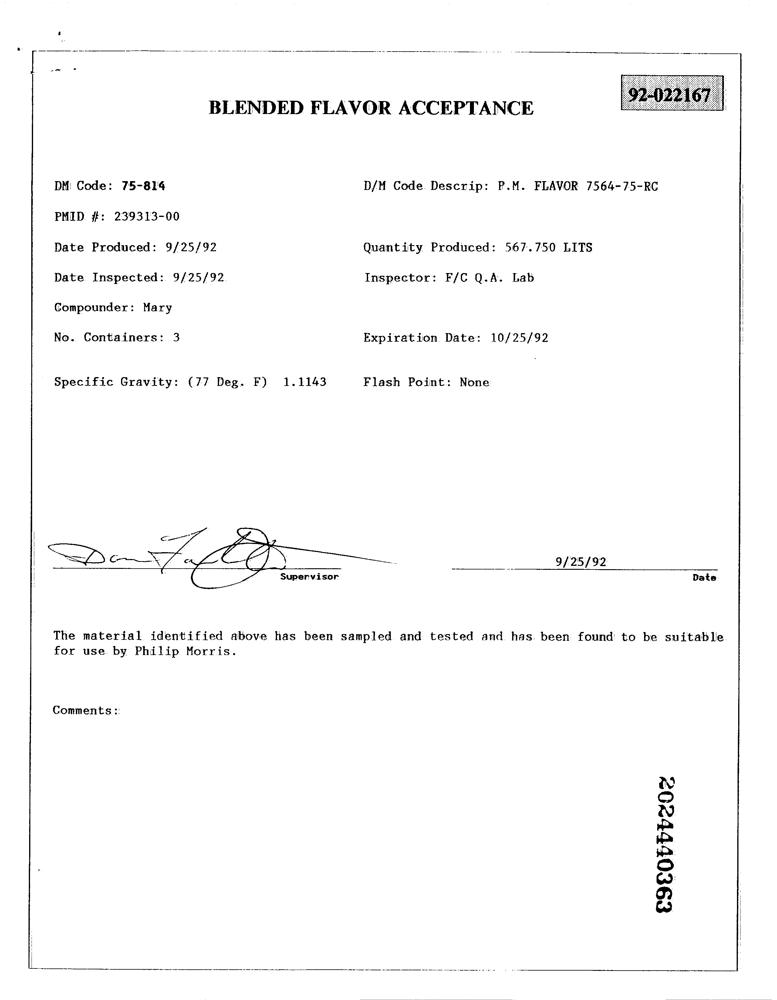 92-022167
BLENDED FLAVOR ACCEPTANCE
DM Code: 75-814 D/M Code Descrip: P.M. FLAVOR 7564-75-RC
PMID #: 239313-00
Date Produced: 9/25/92 Quantity Produced: 567.750 LITS
Date Inspected: 9/25/92 Inspector: F/C Q.A. Lab
Compounder: Mary
No. Containers: 3 Expiration Date: 10/25/92
Specific Gravity: (77 Deg. F) 1.1143 Flash Point: None
9/25/92
Supervisor Date
The material identified above has been sampled and tested and has been found to be suitable
for use by Philip Morris.
Comments:
2024440363